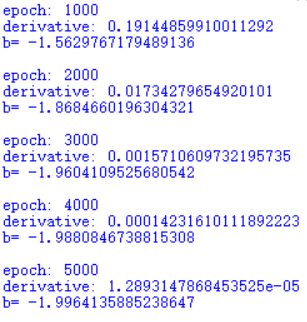 epoch: 1000
derivative: 0.19144859910011292
b= -1.5629767179489136
epoch: 2000
derivative: 0.01734279654920101
b= -1.8684660196304321
epoch: 3000
derivative: 0.0015710609732195735
b= -1.9604109525680542
epoch: 4000
derivative: 0.00014231610111892223
b= -1.9880846738815308
epoch: 5000
derivative: 1.2893147868453525e-05
b= -1.9964135885238647